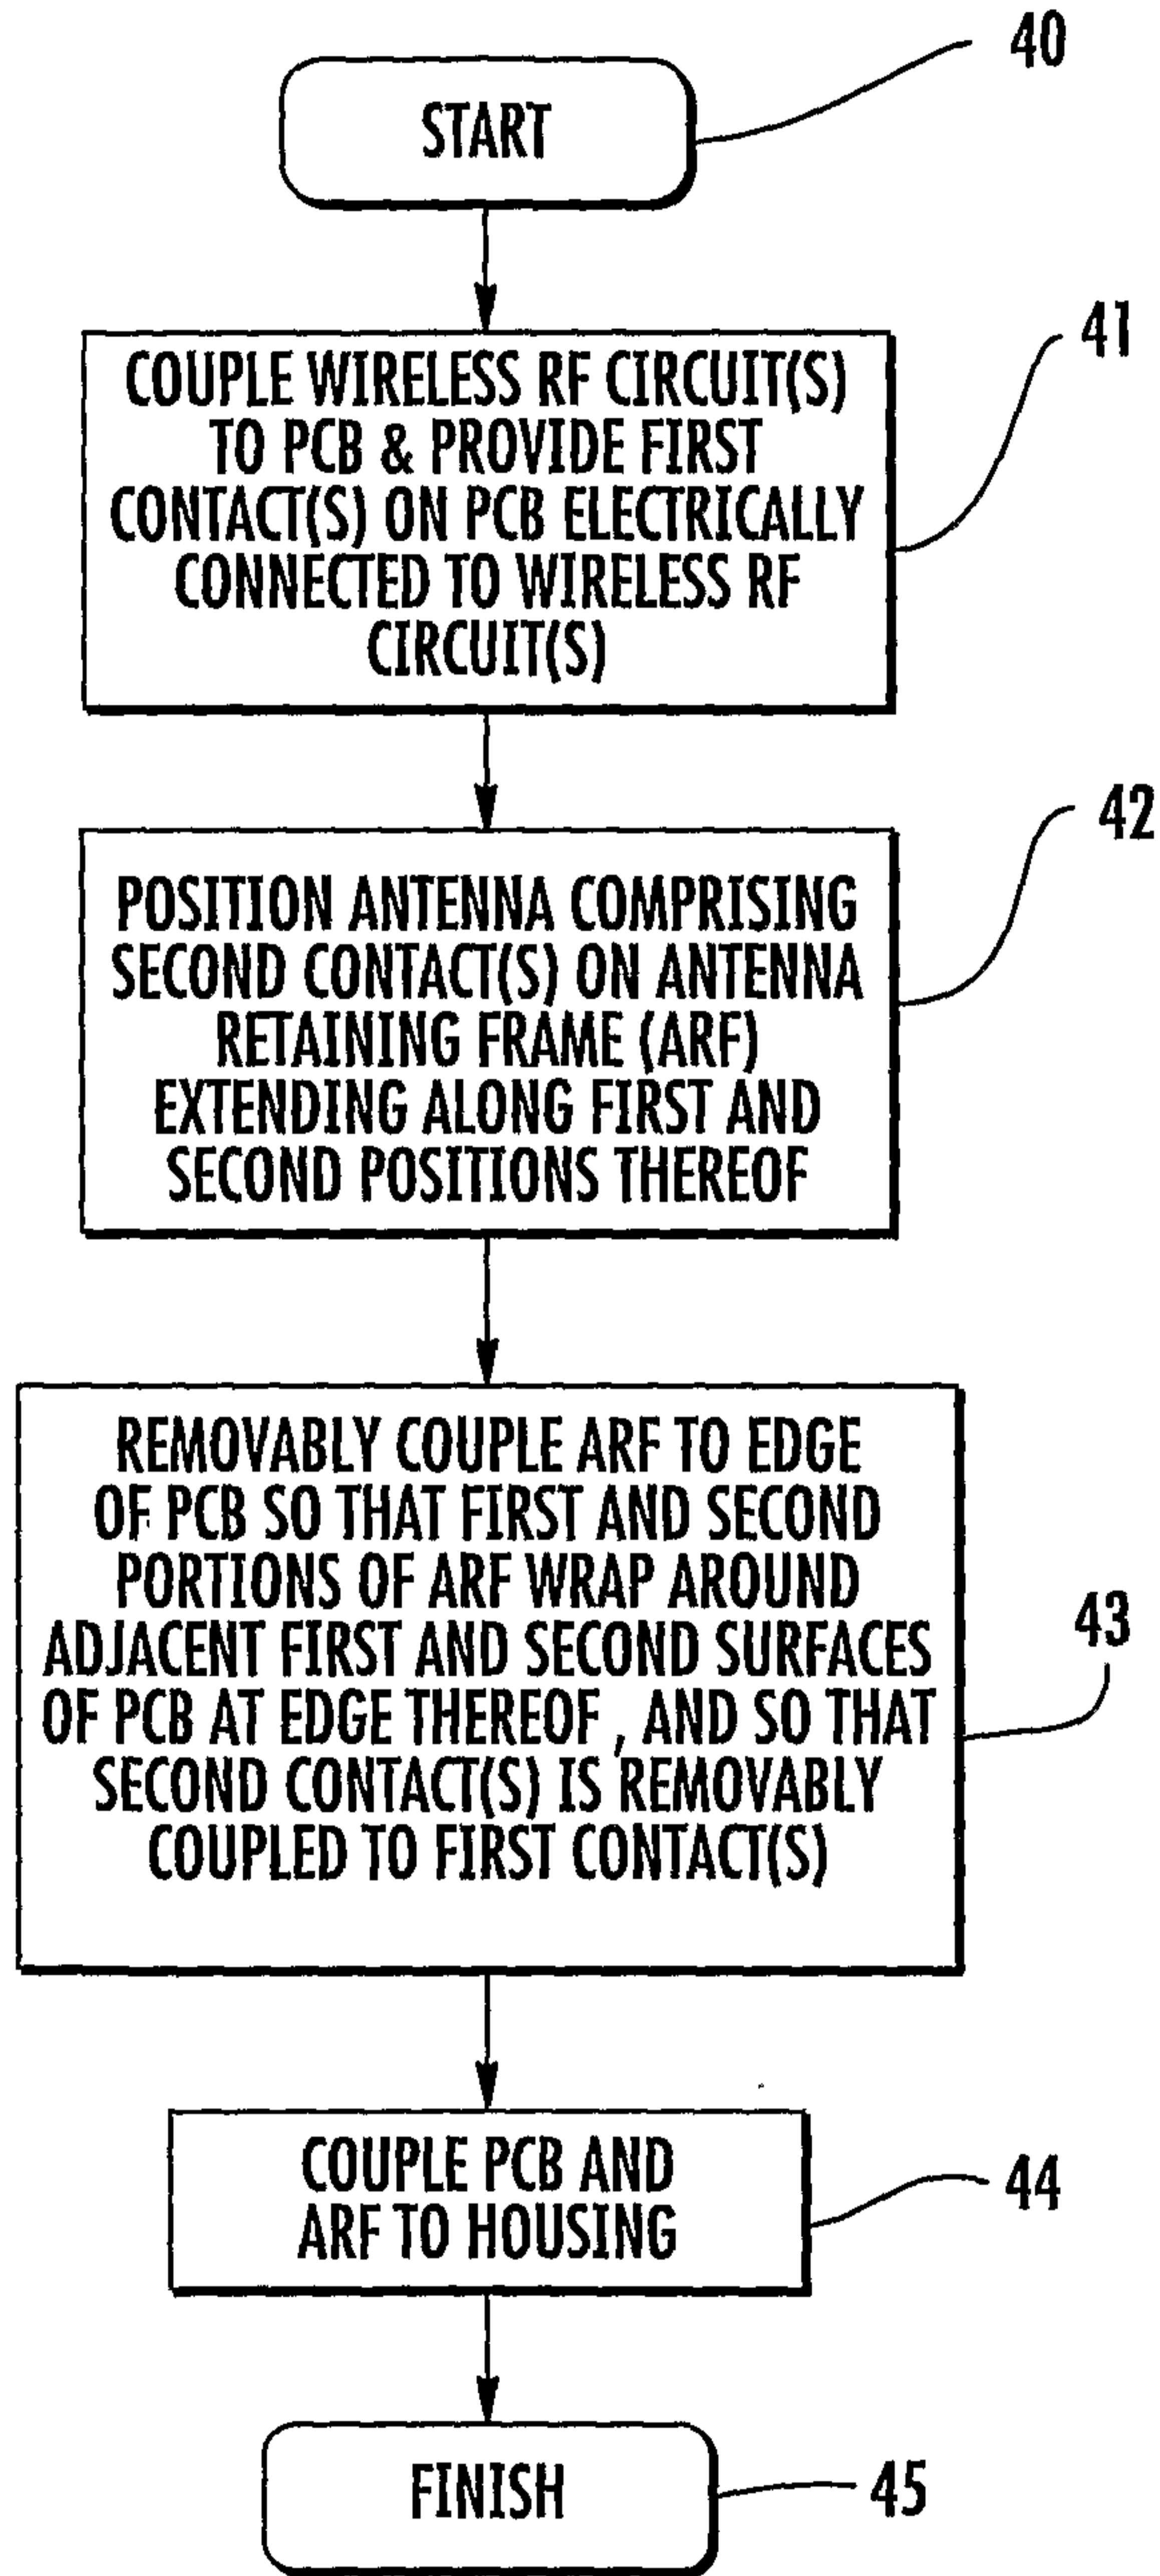 40
START
41
COUPLE WIRELESS RF CIRCUIT(S)
TO PCB & PROVIDE FIRST
CONTACT(S) ON PCB ELECTRICALLY
CONNECTED TO WIRELESS RF
CIRCUIT(S)
42
POSITION ANTENNA COMPRISING
SECOND CONTACT(S) ON ANTENNA
RETAINING FRAME (ARF)
EXTENDING ALONG FIRST AND
SECOND POSITIONS THEREOF
43
REMOVABLY COUPLE ARF TO EDGE
OF PCB SO THAT FIRST AND SECOND
PORTIONS OF ARF WRAP AROUND
ADJACENT FIRST AND SECOND SURFACES
OF PCB AT EDGE THEREOF, AND SO THAT
SECOND CONTACT(S) IS REMOVABLY
COUPLED TO FIRST CONTACT(S)
44
COUPLE PCB AND
ARF TO HOUSING
45
FINISH